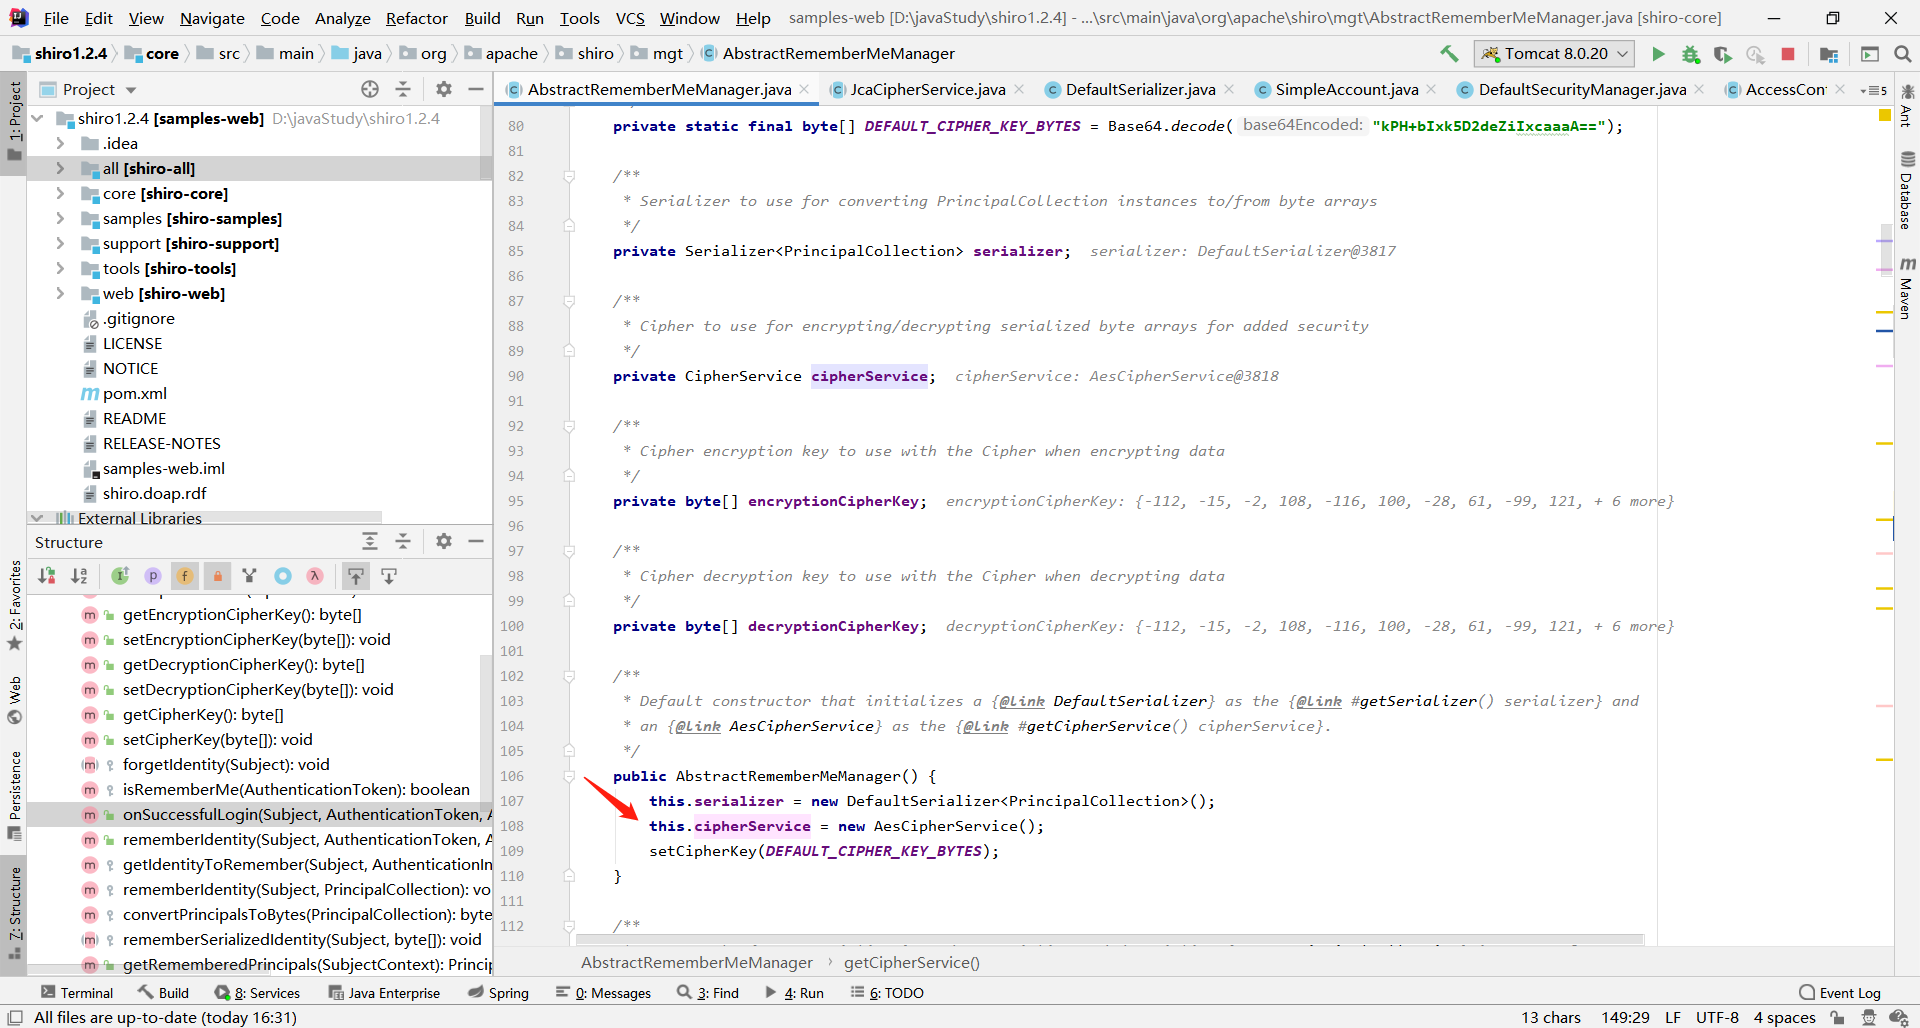 File Edit View Navigate Code Analyze Refactor Build Run Tools VCS Window Help samples-web [D:\javaStudy\shiro1.2.4] - ...\src\main\java\org\apache\shiro\mgt\AbstractRememberMeManager.java [shiro-core]
shiro1.2.4 core src main java org apache shiro mgt AbstractRememberMeManager Tomcat 8.0.20
Project
AbstractRememberMeManager.java JcaCipherService.java DefaultSerializer.java SimpleAccount.java DefaultSecurityManager.java AccessCon 5
1: Project
shiro1.2.4 [samples-web] D:\javaStudy\shiro1.2.4
.idea
all [shiro-all]
core [shiro-core]
samples [shiro-samples]
support [shiro-support]
tools [shiro-tools]
web [shiro-web]
.gitignore
LICENSE
NOTICE
pom.xml
README
RELEASE-NOTES
samples-web.iml
shiro.doap.rdf
External Libraries
Structure
getEncryptionCipherKey(): byte[]
setEncryptionCipherKey(byte[]): void
getDecryptionCipherKey(): byte[]
setDecryptionCipherKey(byte[]): void
getCipherKey(): byte[]
setCipherKey(byte[]): void
forgetIdentity(Subject): void
isRememberMe(AuthenticationToken): boolean
onSuccessfulLogin(Subject, AuthenticationToken, A
rememberIdentity(Subject, AuthenticationToken, A
getIdentityToRemember(Subject, AuthenticationIn
rememberIdentity(Subject, PrincipalCollection): vo
convertPrincipalsToBytes(PrincipalCollection): byte
rememberSerializedIdentity(Subject, byte[]): void
getRememberedPrincipals(SubjectContext): Princip
2: Favorites
Web
Persistence
7: Structure
80 private static final byte[] DEFAULT_CIPHER_KEY_BYTES = Base64.decode( base64Encoded: "kPH+bIxk5D2deZiIxcaaaA==");
81
82 /**
83 * Serializer to use for converting PrincipalCollection instances to/from byte arrays
84 */
85 private Serializer<PrincipalCollection> serializer; serializer: DefaultSerializer@3817
86
87 /**
88 * Cipher to use for encrypting/decrypting serialized byte arrays for added security
89 */
90 private CipherService cipherService; cipherService: AesCipherService@3818
91
92 /**
93 * Cipher encryption key to use with the Cipher when encrypting data
94 */
95 private byte[] encryptionCipherKey; encryptionCipherKey: {-112, -15, -2, 108, -116, 100, -28, 61, -99, 121, + 6 more}
96
97 /**
98 * Cipher decryption key to use with the Cipher when decrypting data
99 */
100 private byte[] decryptionCipherKey; decryptionCipherKey: {-112, -15, -2, 108, -116, 100, -28, 61, -99, 121, + 6 more}
101
102 /**
103 * Default constructor that initializes a {@link DefaultSerializer} as the {@link #getSerializer() serializer} and
104 * an {@link AesCipherService} as the {@link #getCipherService() cipherService}.
105 */
106 public AbstractRememberMeManager() {
107 this.serializer = new DefaultSerializer<PrincipalCollection>();
108 this.cipherService = new AesCipherService();
109 setCipherKey(DEFAULT_CIPHER_KEY_BYTES);
110 }
111
112 /**
AbstractRememberMeManager getCipherService()
Ant
Database
Maven
Terminal Build 8: Services Java Enterprise Spring 0: Messages 3: Find 4: Run 6: TODO Event Log
All files are up-to-date (today 16:31) 13 chars 149:29 LF UTF-8 4 spaces